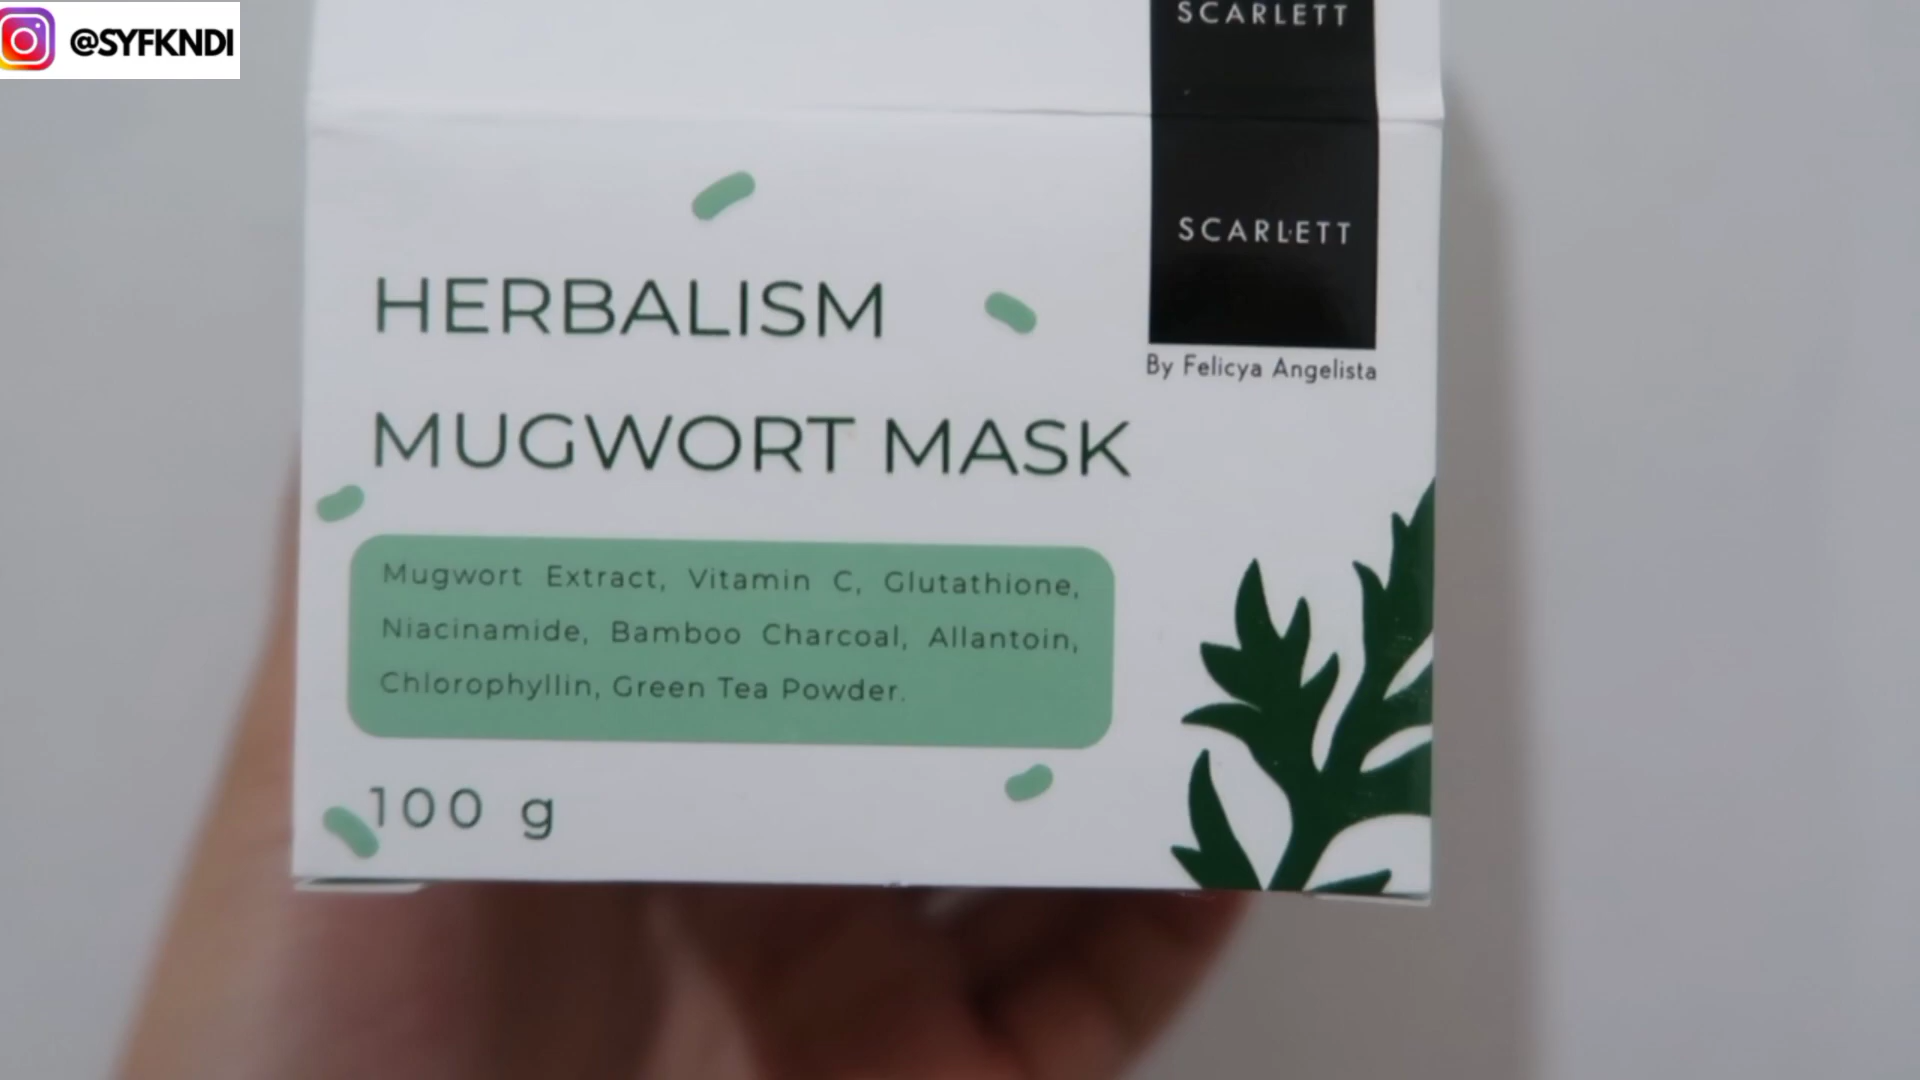 @SYFKNDI
SCARLETT
SCARLETT
By Felicya Angelista
HERBALISM
MUGWORT MASK
Mugwort Extract, Vitamin C, Glutathione,
Niacinamide, Bamboo Charcoal, Allantoin,
Chlorophyllin, Green Tea Powder.
100 g